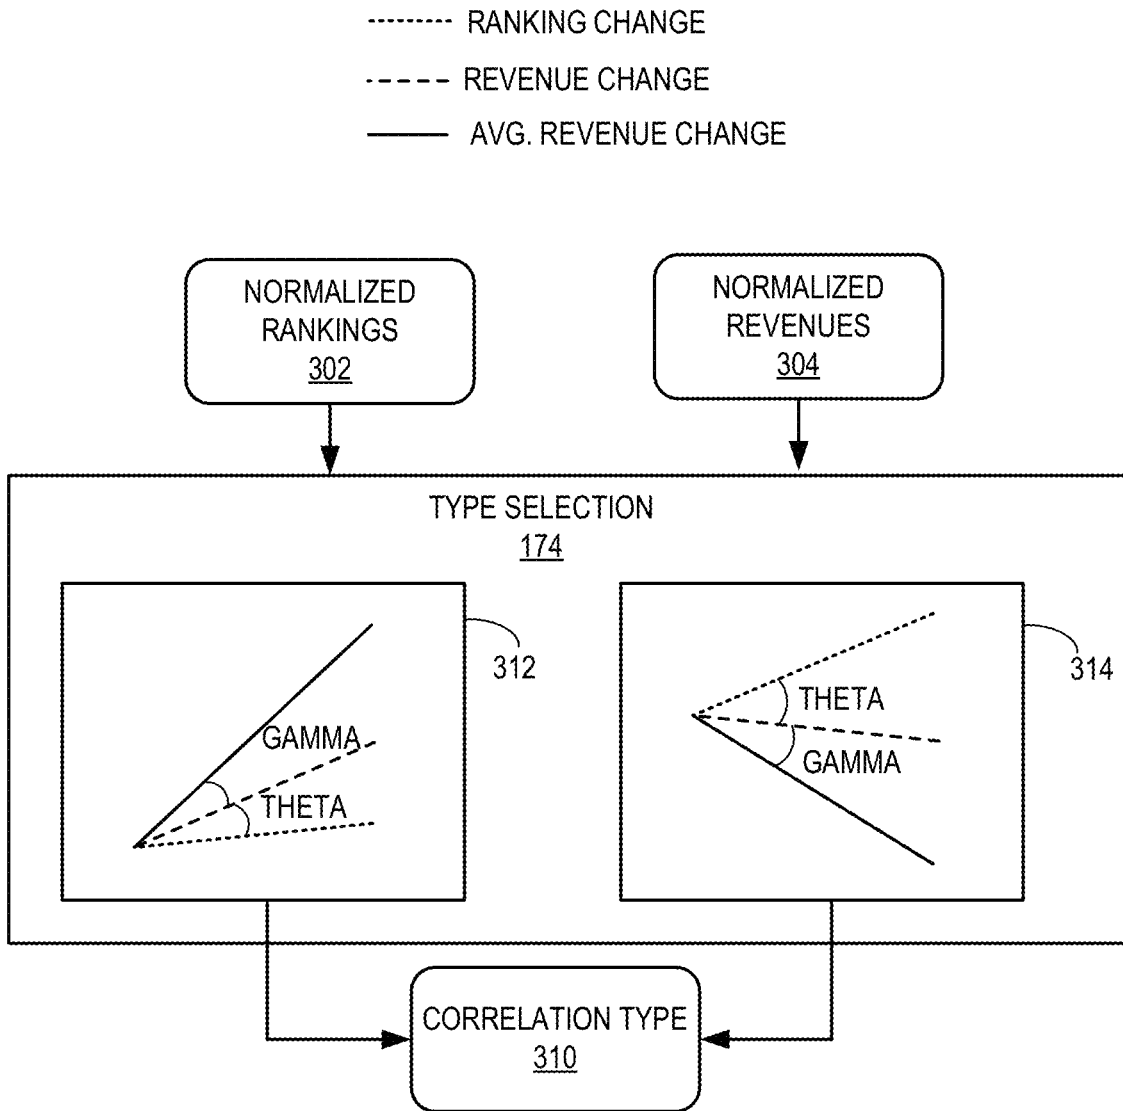 RANKING CHANGE
REVENUE CHANGE
AVG. REVENUE CHANGE
NORMALIZED
RANKINGS
302
NORMALIZED
REVENUES
304
TYPE SELECTION
174
GAMMA
THETA
312
THETA
GAMMA
314
CORRELATION TYPE
310